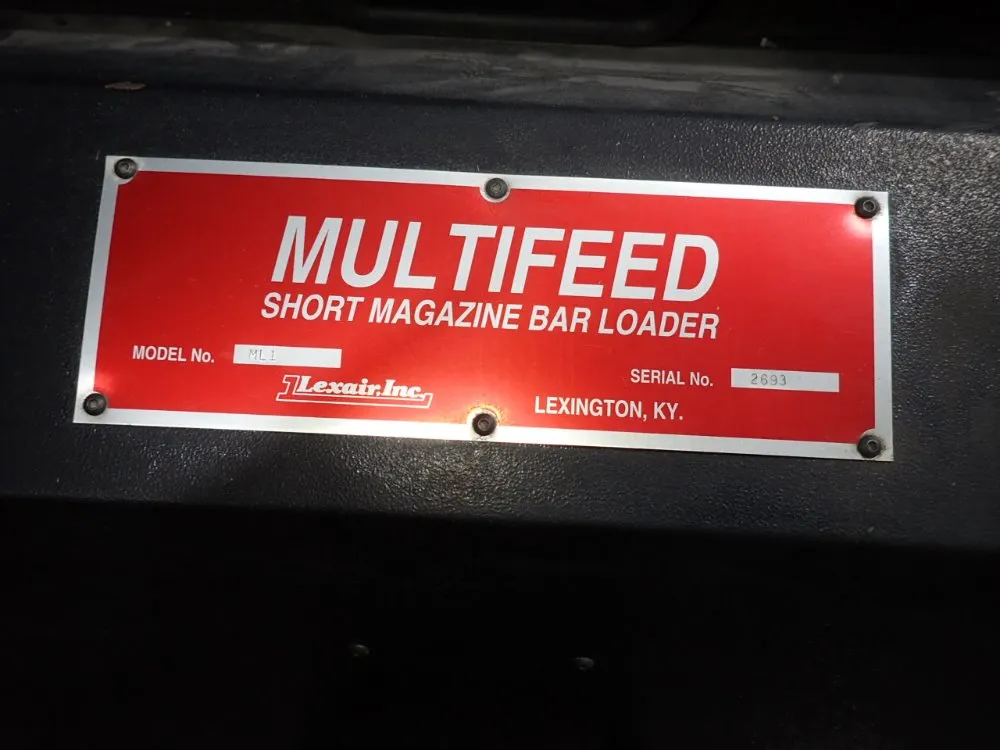 MULTIFEED
SHORT MAGAZINE BAR LOADER
MODEL No. ML1
SERIAL No. 2693
Lexair, Inc.
LEXINGTON, KY.